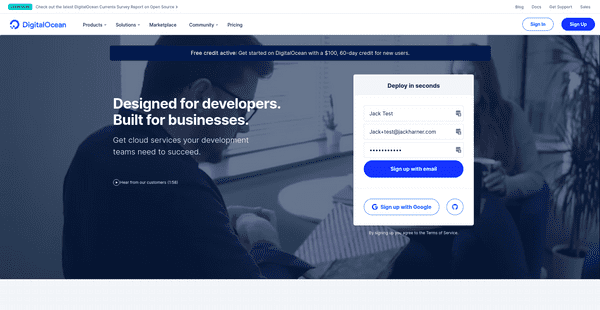 Check out the latest DigitalOcean Currents Survey Report on Open Source
Blog Docs Get Support Sales
DigitalOcean Products Solutions Marketplace Community Pricing Sign In Sign Up
Free credit active: Get started on DigitalOcean with a $100, 60-day credit for new users.
Deploy in seconds
Designed for developers.
Built for businesses.
Get cloud services your development
teams need to succeed.
Hear from our customers (1:58)
Jack Test
Jack+test@jackharner.com
••••••••••
Sign up with email
Sign up with Google
By signing up you agree to the Terms of Service.